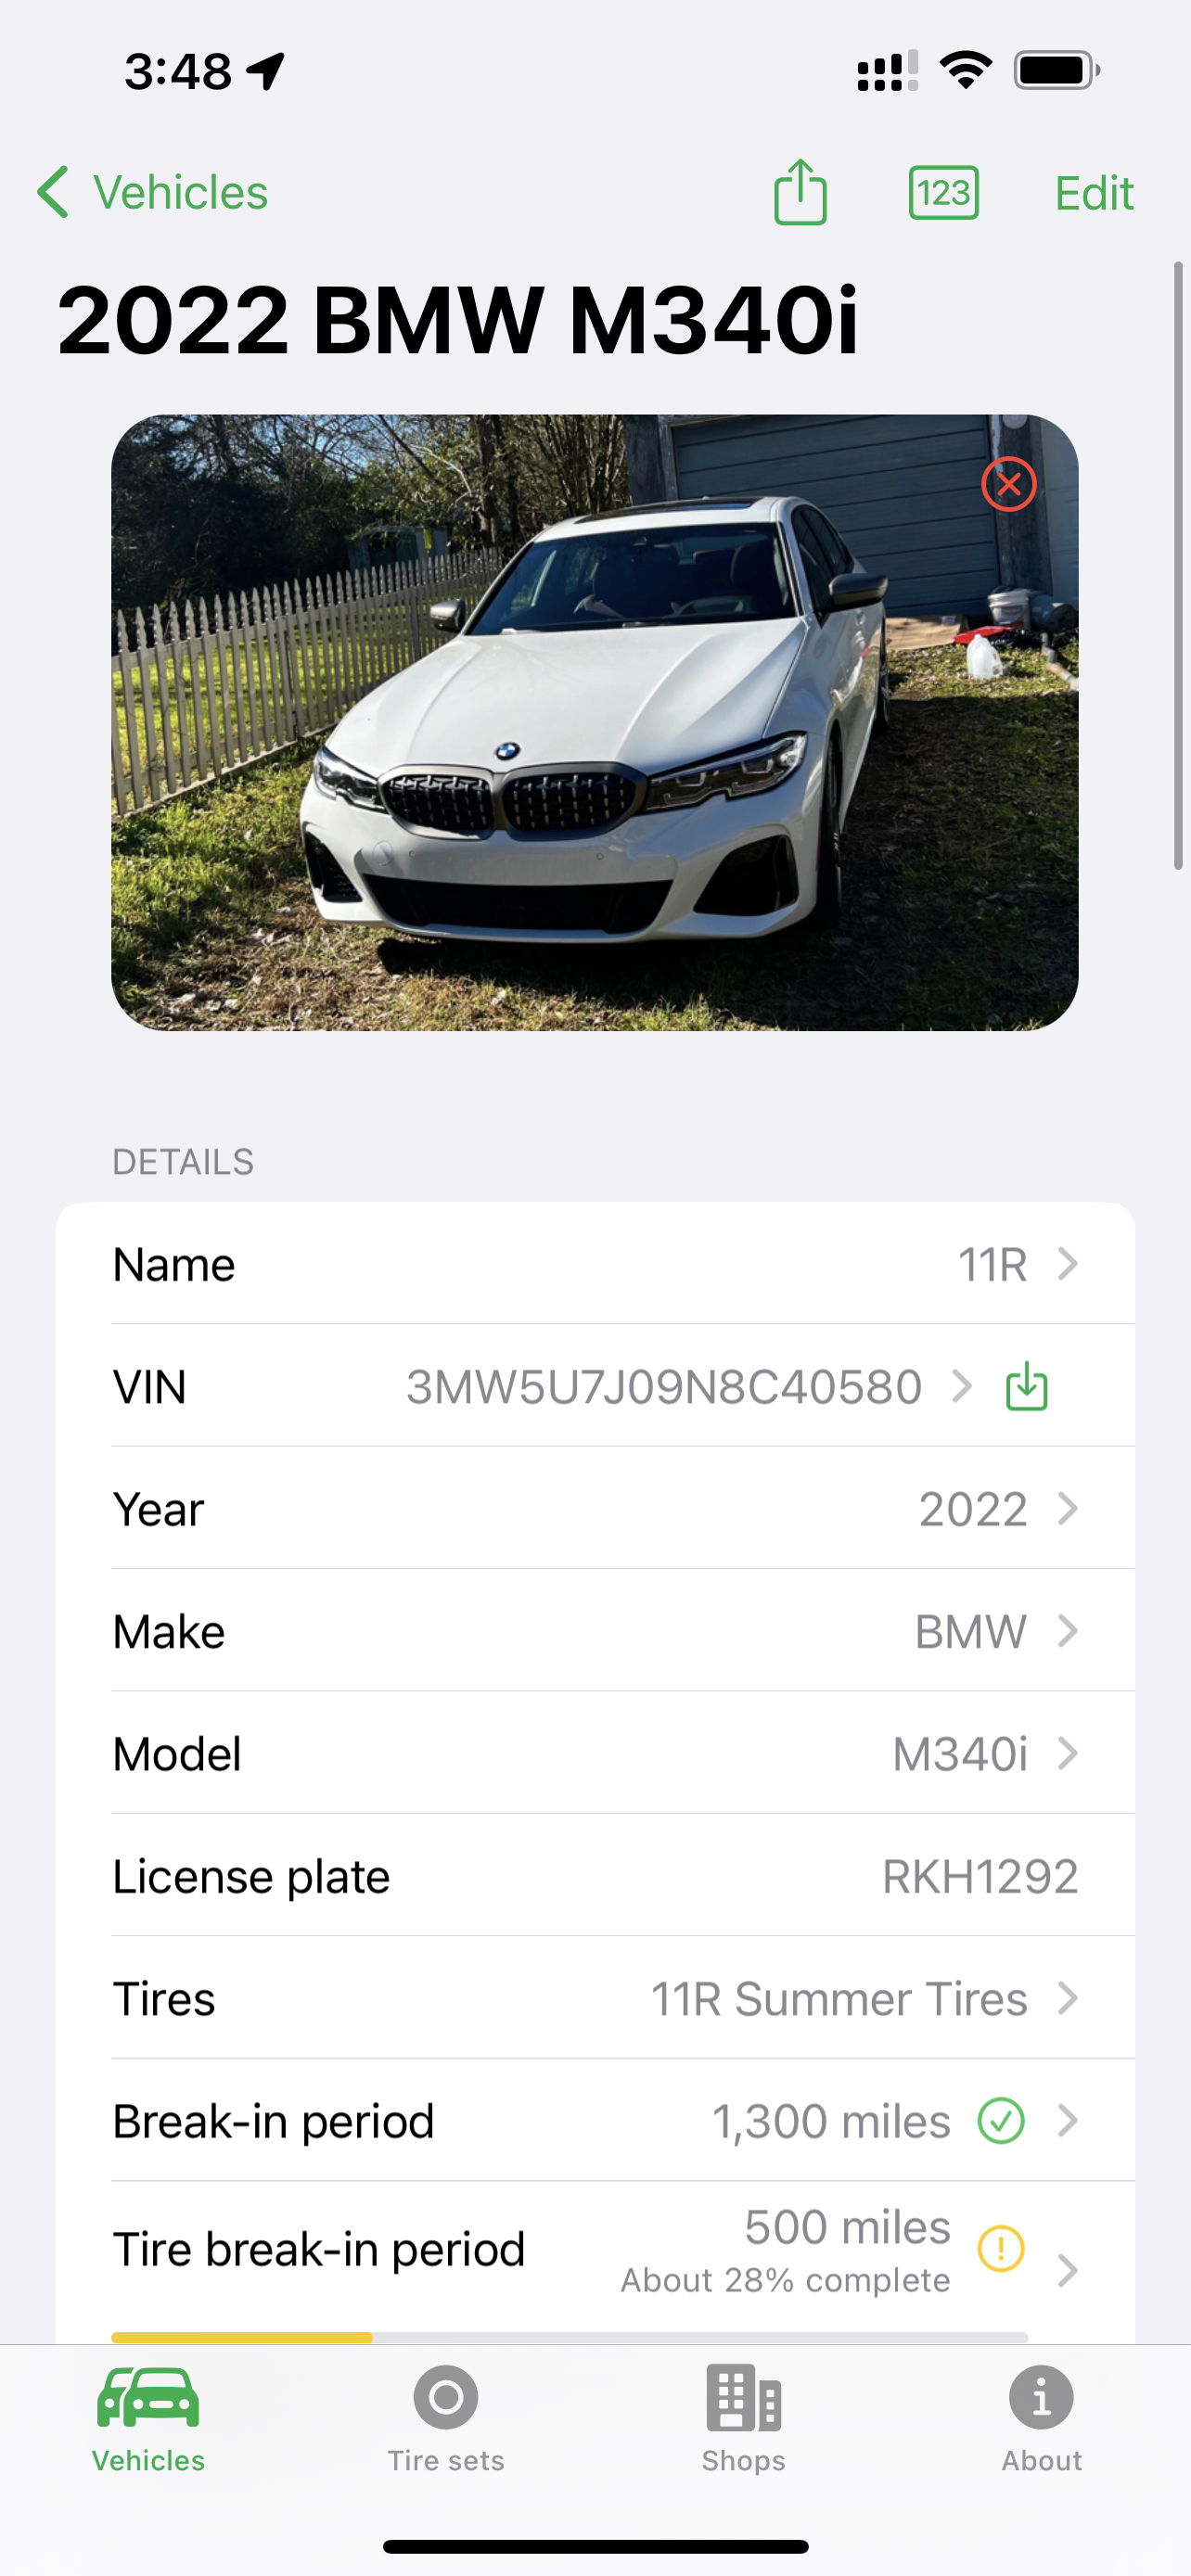 3:48
Vehicles
123
Edit
2022 BMW M340i
DETAILS
Name 11R
VIN 3MW5U7J09N8C40580
Year 2022
Make BMW
Model M340i
License plate RKH1292
Tires 11R Summer Tires
Break-in period 1,300 miles
Tire break-in period 500 miles
About 28% complete
Vehicles Tire sets Shops About